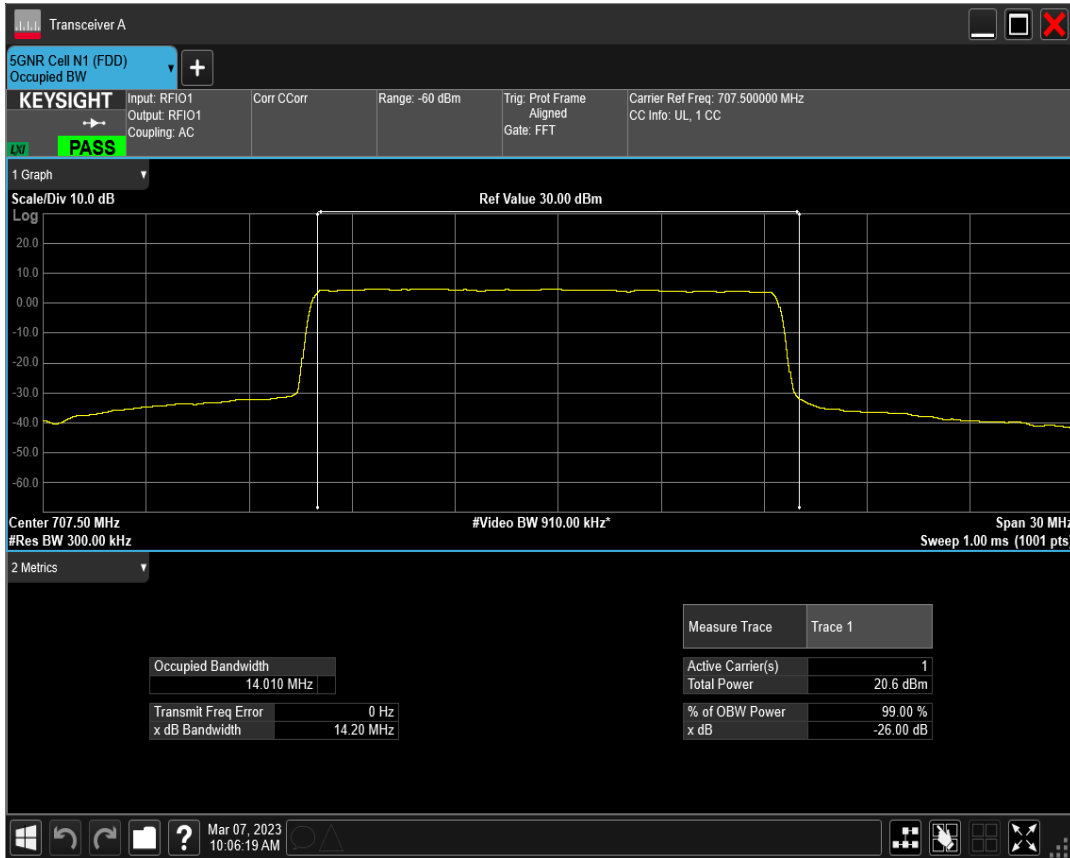 Transceiver A
5GNR Cell N1 (FDD)
Occupied BW
+
KEYSIGHT
LXI
PASS
Input: RFIO1
Output: RFIO1
Coupling: AC
Corr CCorr
Range: -60 dBm
Trig: Prot Frame
Aligned
Gate: FFT
Carrier Ref Freq: 707.500000 MHz
CC Info: UL, 1 CC
1 Graph
Scale/Div 10.0 dB
Ref Value 30.00 dBm
Log
20.0
10.0
0.00
-10.0
-20.0
-30.0
-40.0
-50.0
-60.0
Center 707.50 MHz
#Video BW 910.00 kHz*
Span 30 MHz
#Res BW 300.00 kHz
Sweep 1.00 ms (1001 pts)
2 Metrics
Measure Trace Trace 1
Occupied Bandwidth
14.010 MHz
Transmit Freq Error 0 Hz
x dB Bandwidth 14.20 MHz
Active Carrier(s) 1
Total Power 20.6 dBm
% of OBW Power 99.00 %
x dB -26.00 dB
?
Mar 07, 2023
10:06:19 AM